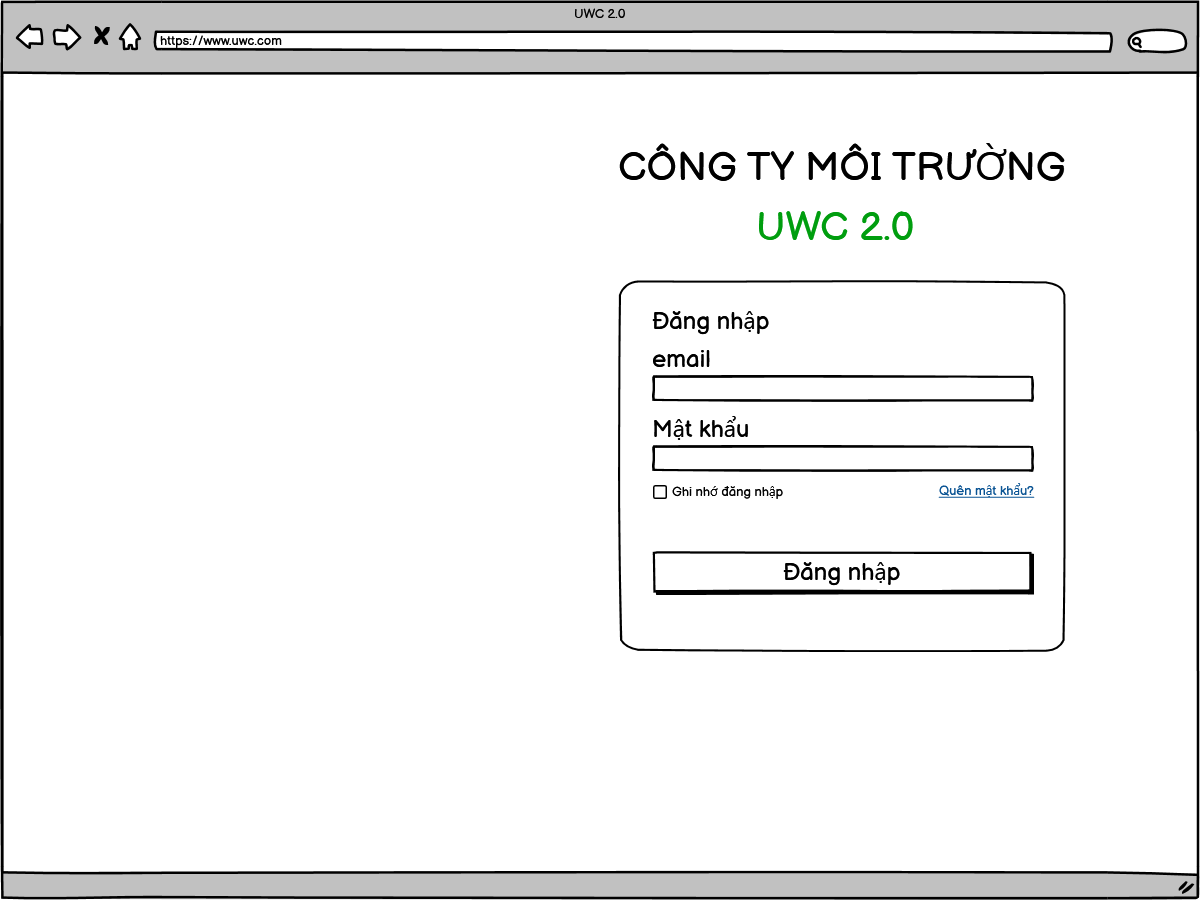 UWC 2.0
https://www.uwc.com
CÔNG TY MÔI TRƯỜNG
UWC 2.0
Đăng nhập
email
Mật khẩu
Ghi nhớ đăng nhập
Quên mật khẩu?
Đăng nhập